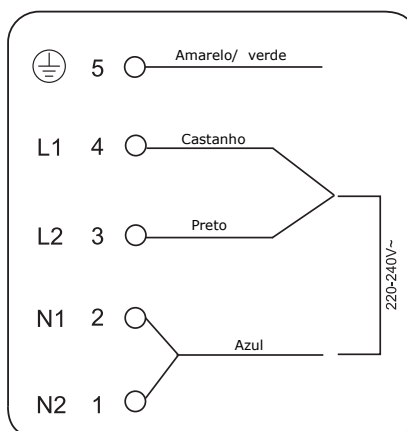 5 Amarelo/ verde
L1 4 Castanho
L2 3 Preto
220-240V~
N1 2
Azul
N2 1